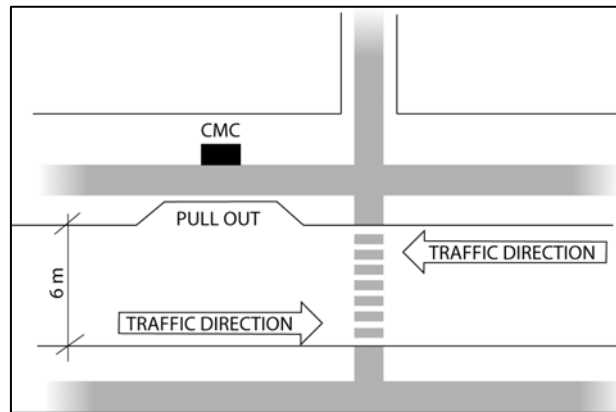 CMC
PULL OUT
TRAFFIC DIRECTION
6 m
TRAFFIC DIRECTION